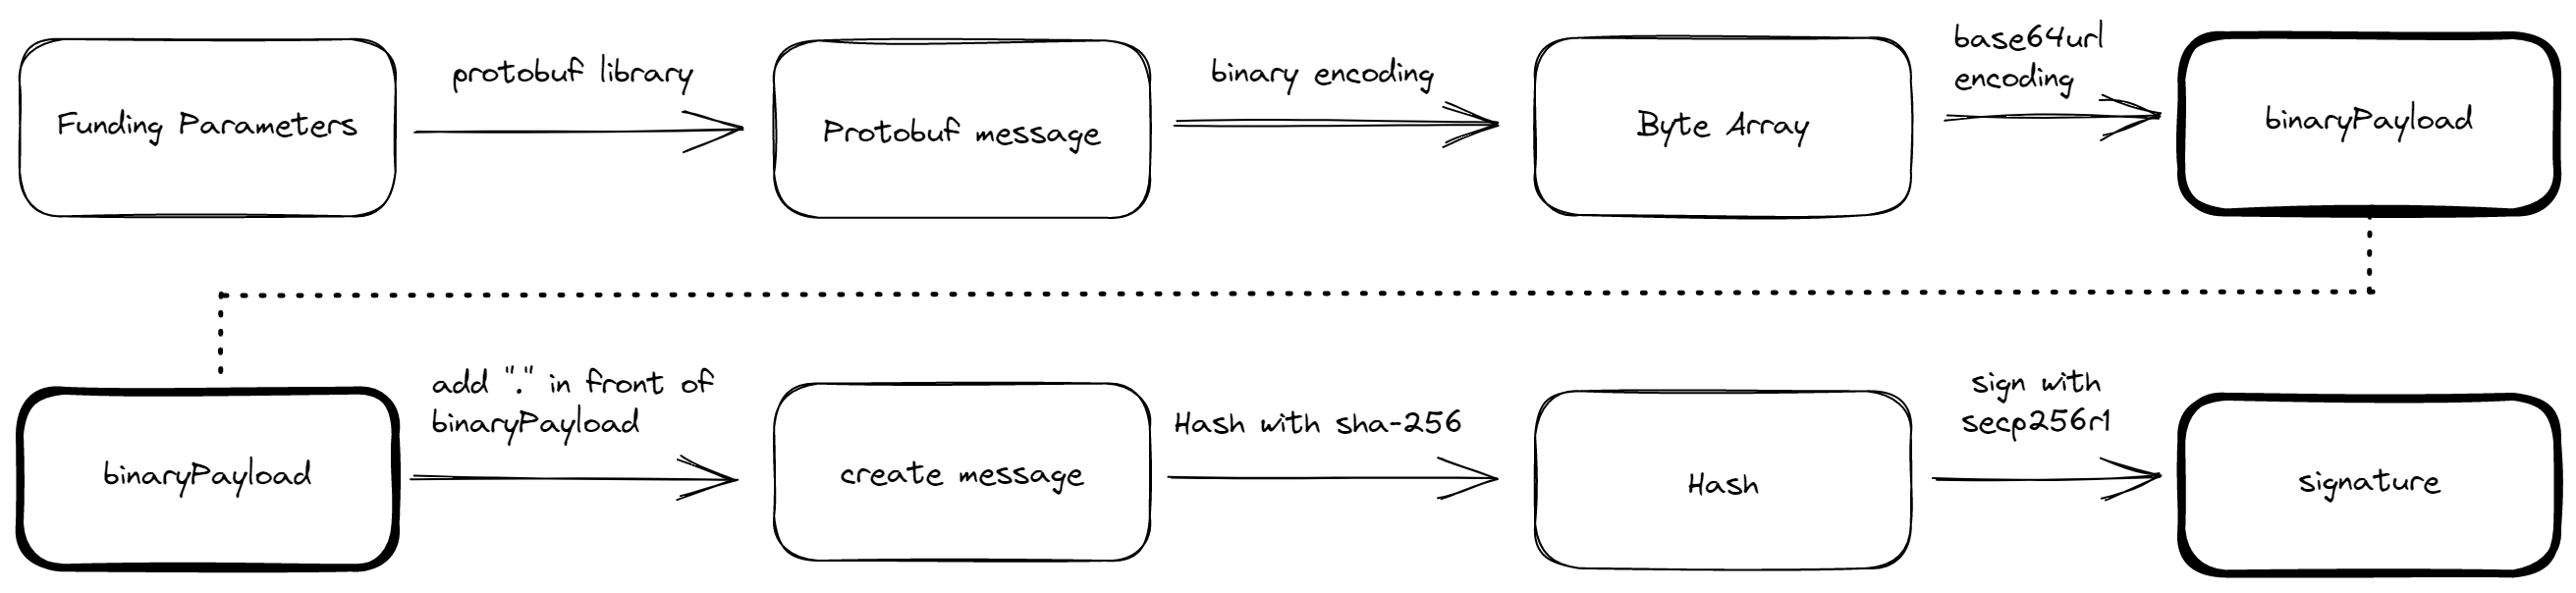 Funding Parameters
protobuf library
Protobuf message
binary encoding
Byte Array
base64url
encoding
binaryPayload
binaryPayload
add "." in front of
binaryPayload
create message
Hash with sha-256
Hash
sign with
secp256r1
signature